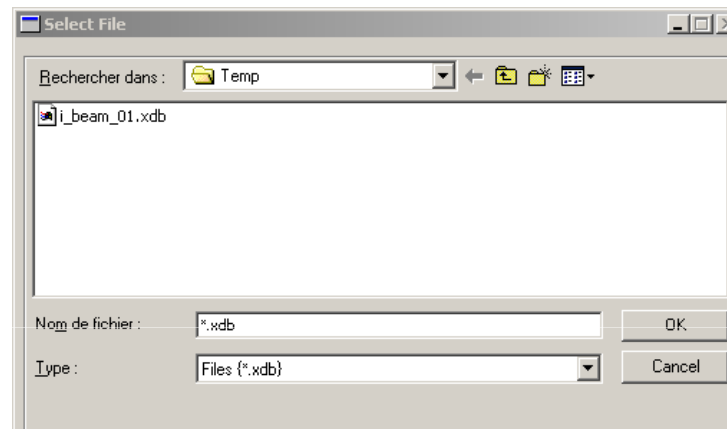 Select File
Rechercher dans : Temp
i_beam_01.xdb
Nom de fichier : *.xdb OK
Type : Files {*.xdb} Cancel